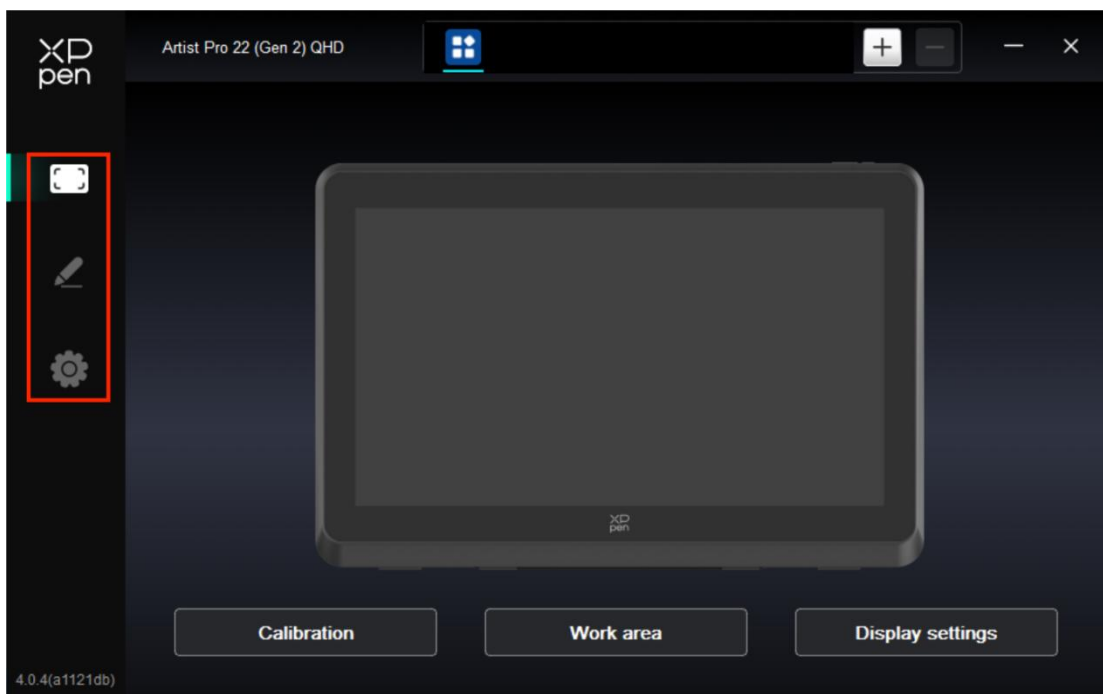 XP
pen
Artist Pro 22 (Gen 2) QHD
XP
pen
Calibration
Work area
Display settings
4.0.4(a1121db)